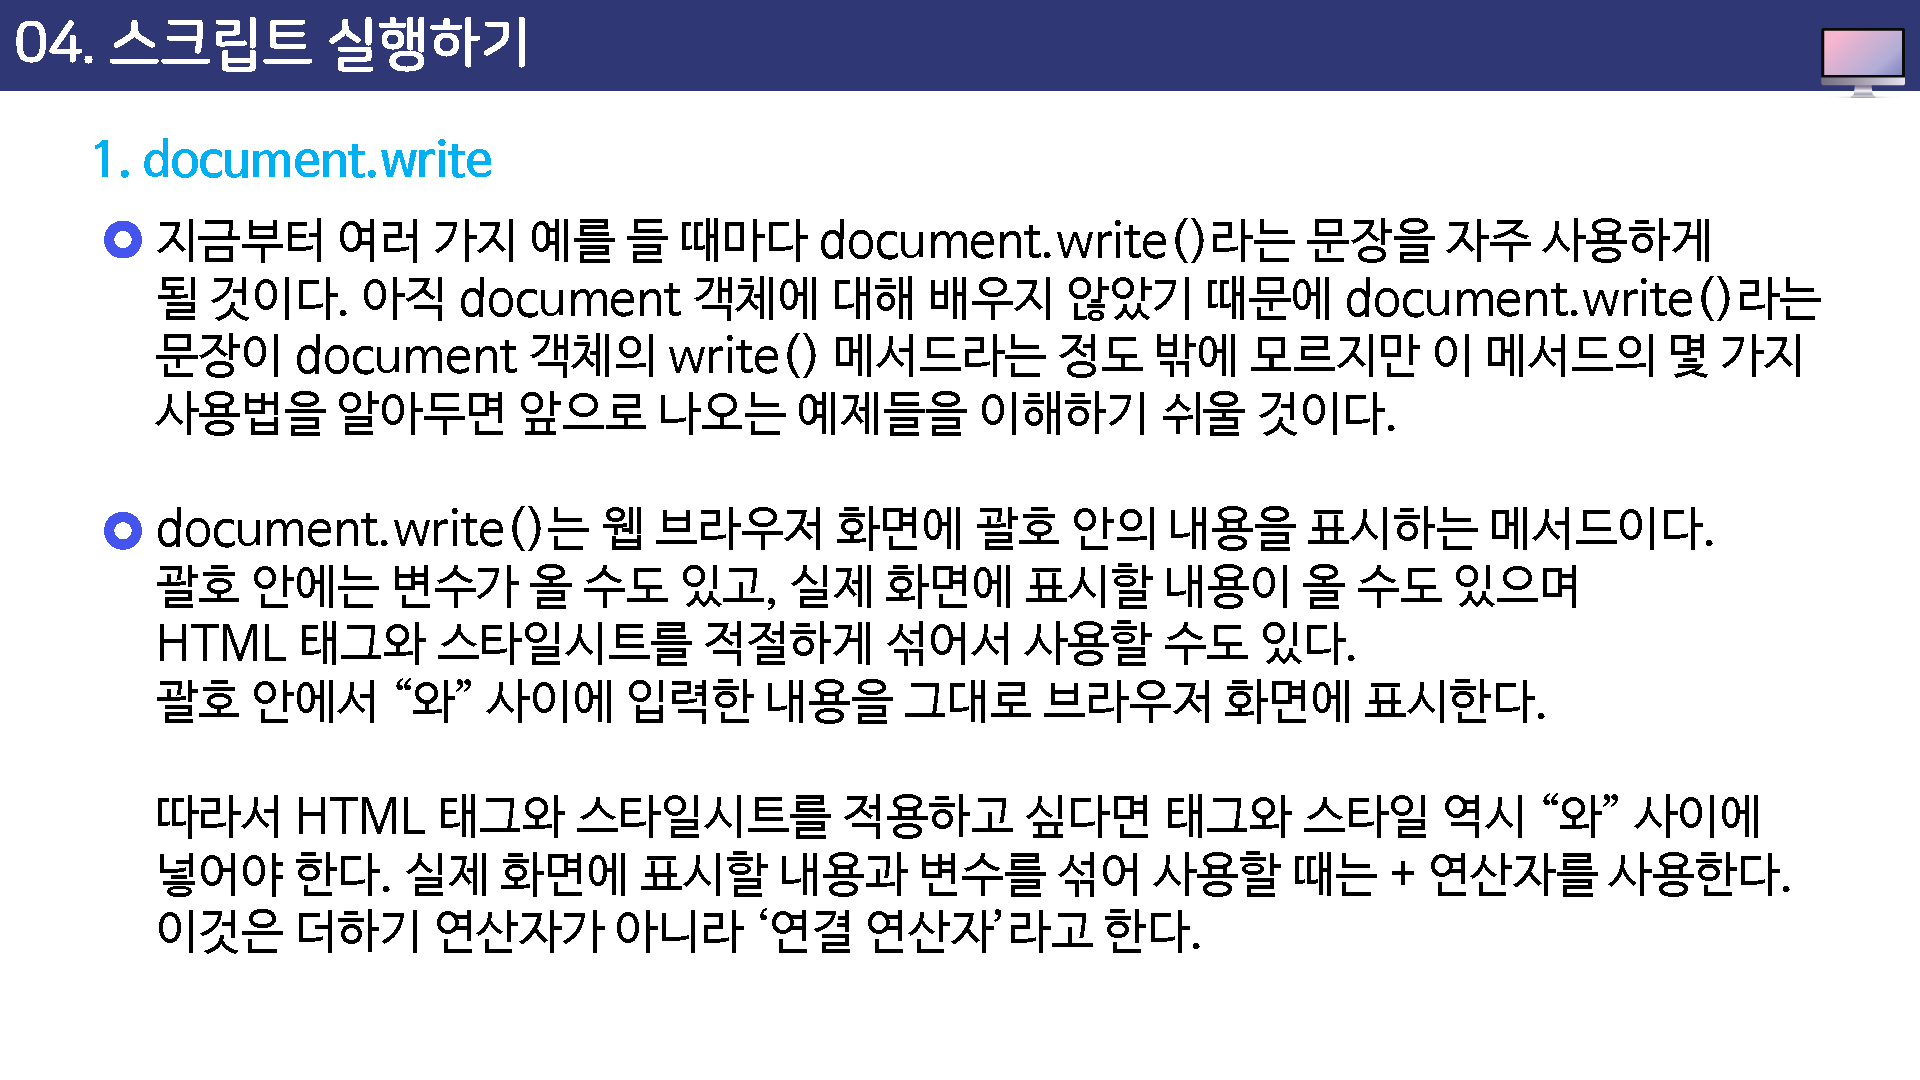 04. 스크립트 실행하기
1. document.write
지금부터 여러 가지 예를 들 때마다 document.write()라는 문장을 자주 사용하게
될 것이다. 아직 document 객체에 대해 배우지 않았기 때문에 document.write()라는
문장이 document 객체의 write() 메서드라는 정도 밖에 모르지만 이 메서드의 몇 가지
사용법을 알아두면 앞으로 나오는 예제들을 이해하기 쉬울 것이다.
document.write()는 웹 브라우저 화면에 괄호 안의 내용을 표시하는 메서드이다.
괄호 안에는 변수가 올 수도 있고, 실제 화면에 표시할 내용이 올 수도 있으며
HTML 태그와 스타일시트를 적절하게 섞어서 사용할 수도 있다.
괄호 안에서 “와” 사이에 입력한 내용을 그대로 브라우저 화면에 표시한다.
따라서 HTML 태그와 스타일시트를 적용하고 싶다면 태그와 스타일 역시 “와” 사이에
넣어야 한다. 실제 화면에 표시할 내용과 변수를 섞어 사용할 때는 + 연산자를 사용한다.
이것은 더하기 연산자가 아니라 ‘연결 연산자’라고 한다.